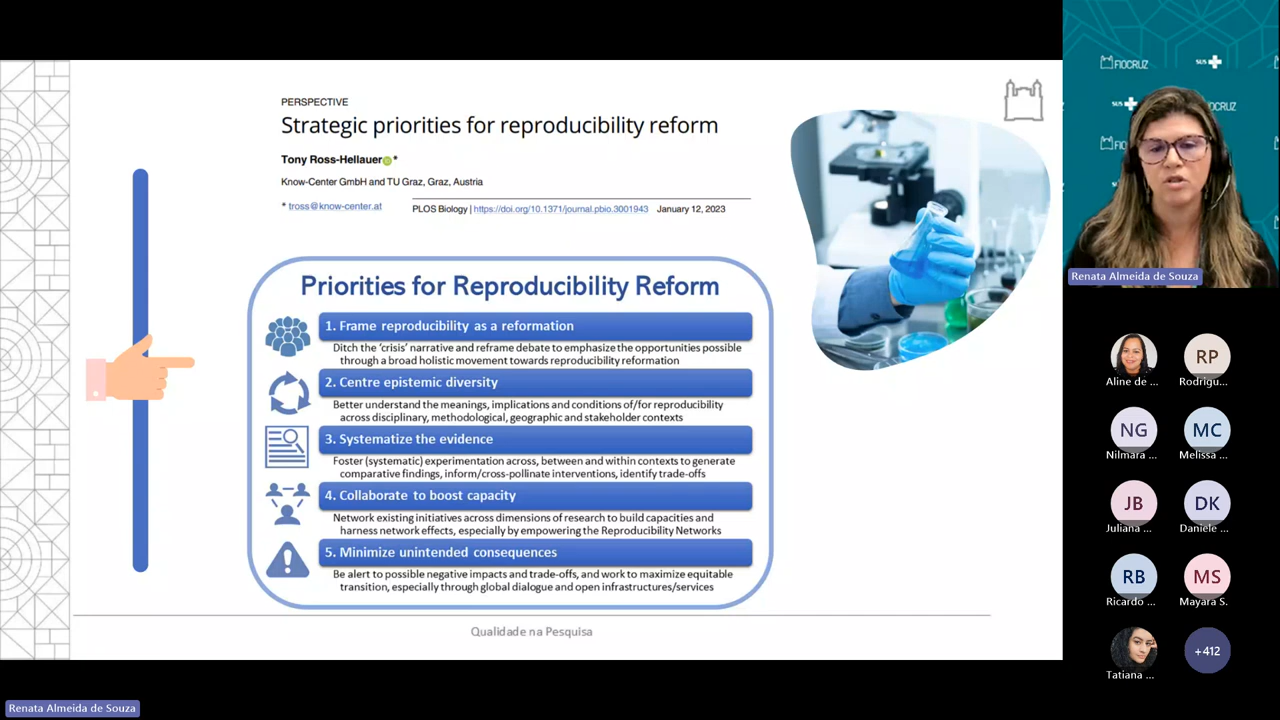 PERSPECTIVE
Strategic priorities for reproducibility reform
Tony Ross-Hellauer *
Know-Center GmbH and TU Graz, Graz, Austria
* tross@know-center.at
PLOS Biology | https://doi.org/10.1371/journal.pbio.3001943 January 12, 2023
Priorities for Reproducibility Reform
1. Frame reproducibility as a reformation
Ditch the 'crisis' narrative and reframe debate to emphasize the opportunities possible
through a broad holistic movement towards reproducibility reformation
2. Centre epistemic diversity
Better understand the meanings, implications and conditions of/for reproducibility
across disciplinary, methodological, geographic and stakeholder contexts
3. Systematize the evidence
Foster (systematic) experimentation across, between and within contexts to generate
comparative findings, inform/cross-pollinate interventions, identify trade-offs
4. Collaborate to boost capacity
Network existing initiatives across dimensions of research to build capacities and
harness network effects, especially by empowering the Reproducibility Networks
5. Minimize unintended consequences
Be alert to possible negative impacts and trade-offs, and work to maximize equitable
transition, especially through global dialogue and open infrastructures/services
Qualidade na Pesquisa
FIOCRUZ
SUS
SUS
OCRUZ
FIO
Renata Almeida de Souza
Aline de ...
RP
Rodrigu...
NG
Nilmara ...
MC
Melissa ...
JB
Juliana ...
DK
Daniele ...
RB
Ricardo ...
MS
Mayara S.
Tatiana ...
+412
Renata Almeida de Souza